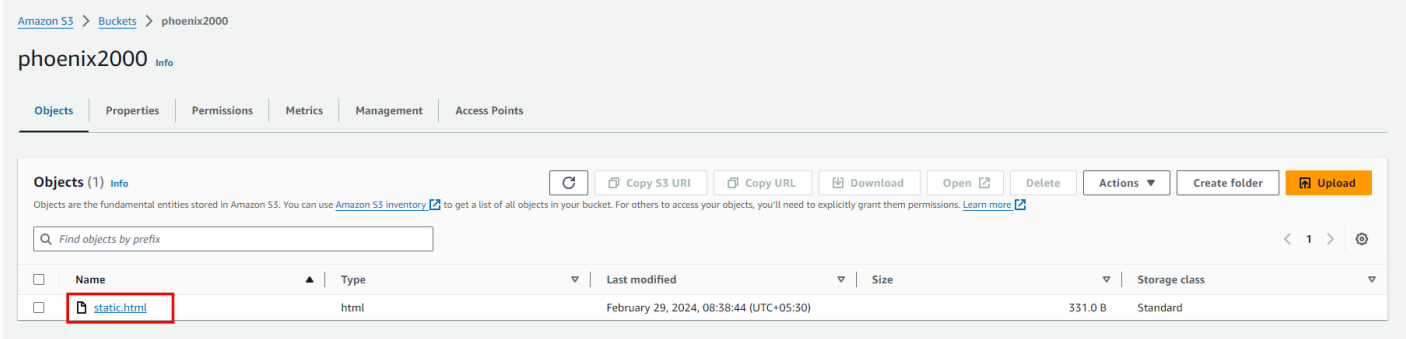 Amazon S3 > Buckets > phoenix2000
phoenix2000 Info
Objects Properties Permissions Metrics Management Access Points
Objects (1) Info Copy S3 URI Copy URL Download Open Delete Actions Create folder Upload
Objects are the fundamental entities stored in Amazon S3. You can use Amazon S3 inventory to get a list of all objects in your bucket. For others to access your objects, you'll need to explicitly grant them permissions. Learn more
Find objects by prefix < 1 >
Name Type Last modified Size Storage class
static.html html February 29, 2024, 08:38:44 (UTC+05:30) 331.0 B Standard